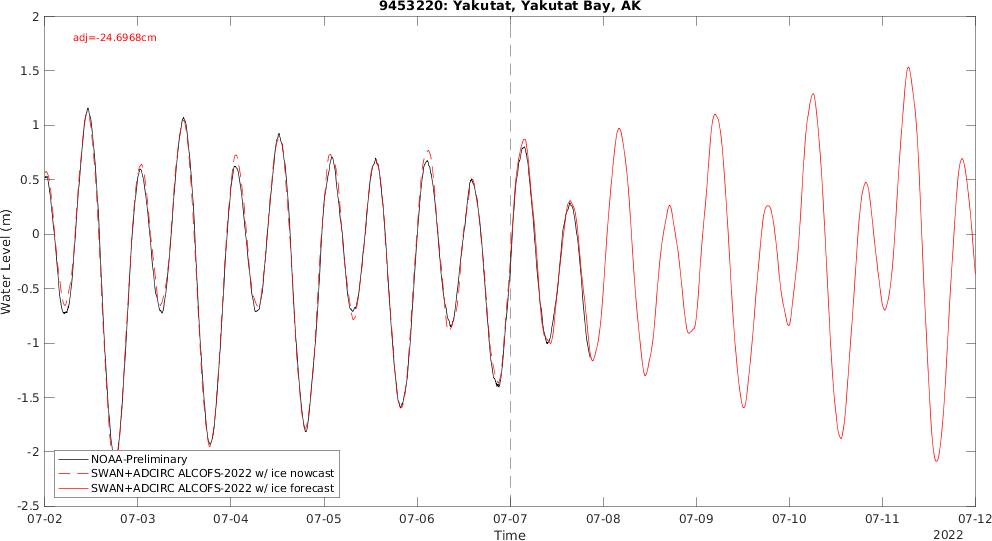 9453220: Yakutat, Yakutat Bay, AK
adj=-24.6968cm
2
1.5
1
0.5
0
-0.5
-1
-1.5
-2
-2.5
Water Level (m)
NOAA-Preliminary
SWAN+ADCIRC ALCOFS-2022 w/ ice nowcast
SWAN+ADCIRC ALCOFS-2022 w/ ice forecast
07-02 07-03 07-04 07-05 07-06 07-07 07-08 07-09 07-10 07-11 07-12
Time
2022